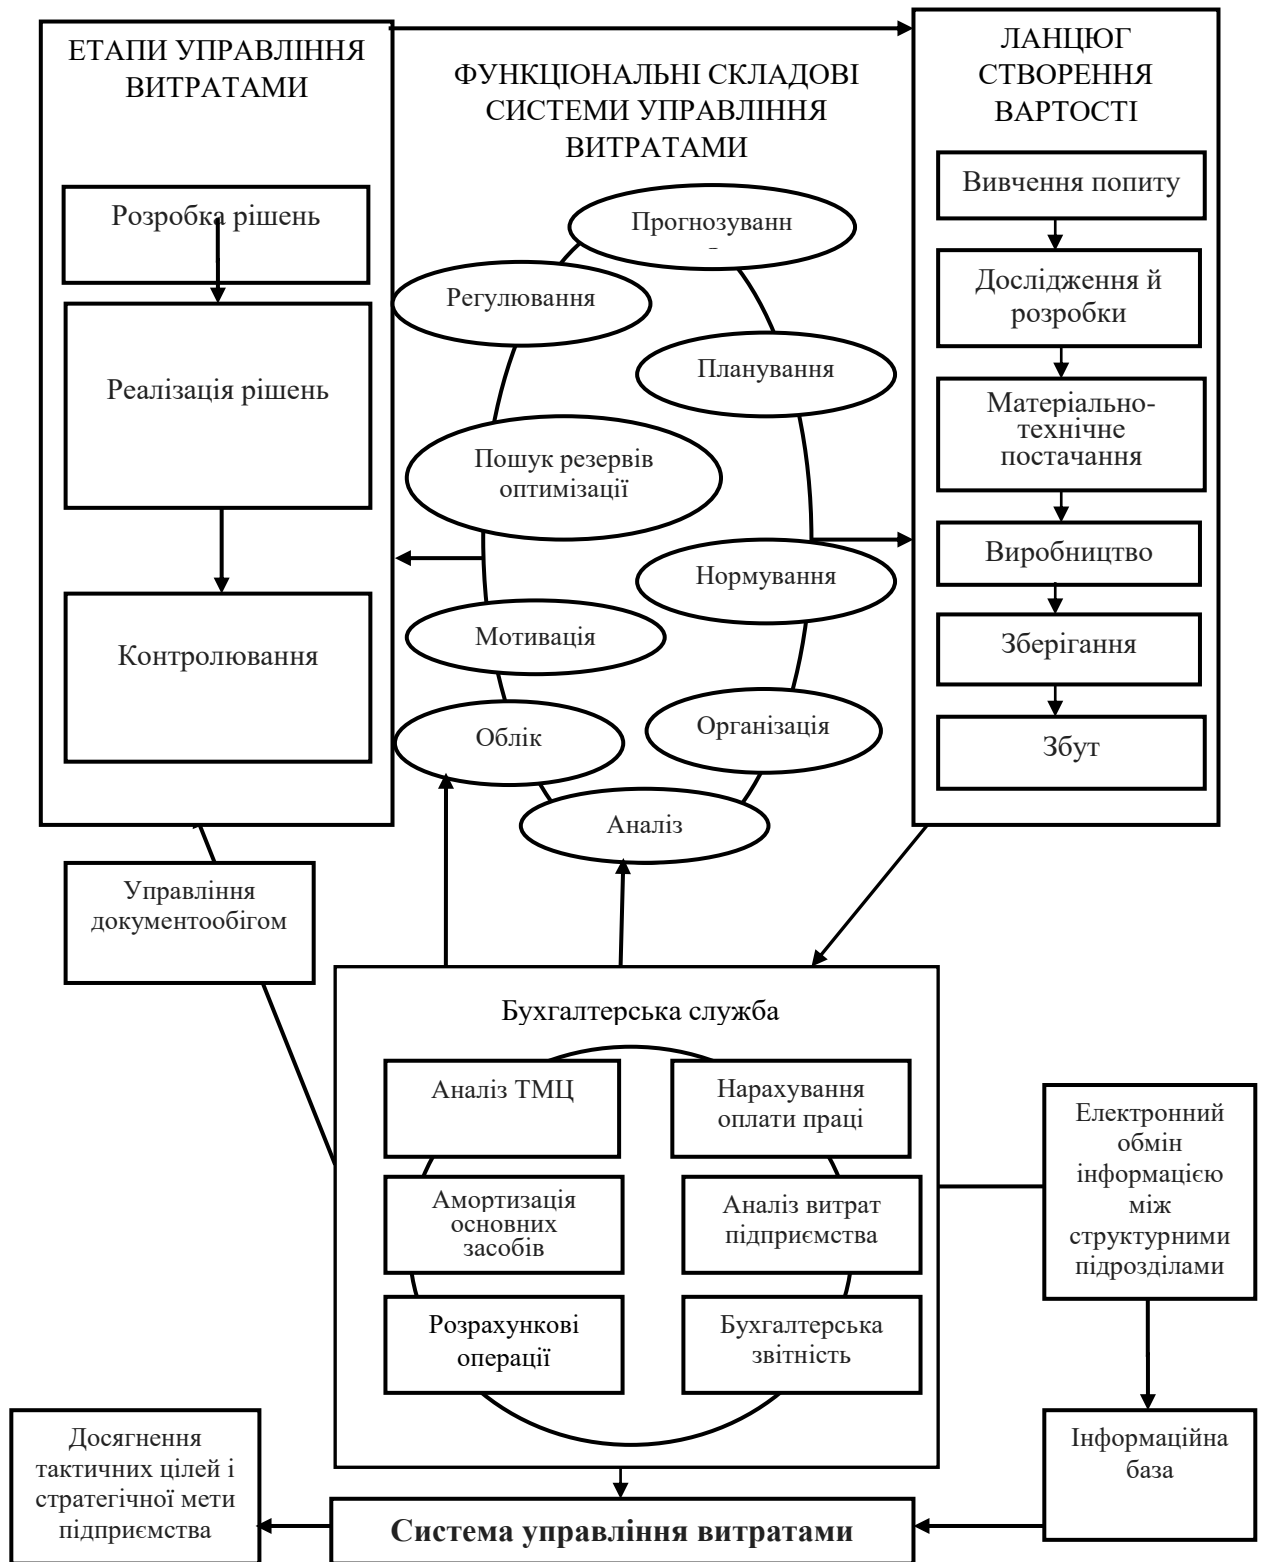 ЕТАПИ УПРАВЛІННЯ
ВИТРАТАМИ
Розробка рішень
Реалізація рішень
Контролювання
ФУНКЦІОНАЛЬНІ СКЛАДОВІ
СИСТЕМИ УПРАВЛІННЯ
ВИТРАТАМИ
Прогнозуванн
Регулювання
Планування
Пошук резервів
оптимізації
Нормування
Мотивація
Організація
Облік
Аналіз
ЛАНЦЮГ
СТВОРЕННЯ
ВАРТОСТІ
Вивчення попиту
Дослідження й
розробки
Матеріально-
технічне
постачання
Виробництво
Зберігання
Збут
Управління
документообігом
Бухгалтерська служба
Аналіз ТМЦ
Нарахування
оплати праці
Амортизація
основних
засобів
Аналіз витрат
підприємства
Розрахункові
операції
Бухгалтерська
звітність
Електронний
обмін
інформацією
між
структурними
підрозділами
Інформаційна
база
Досягнення
тактичних цілей і
стратегічної мети
підприємства
Система управління витратами